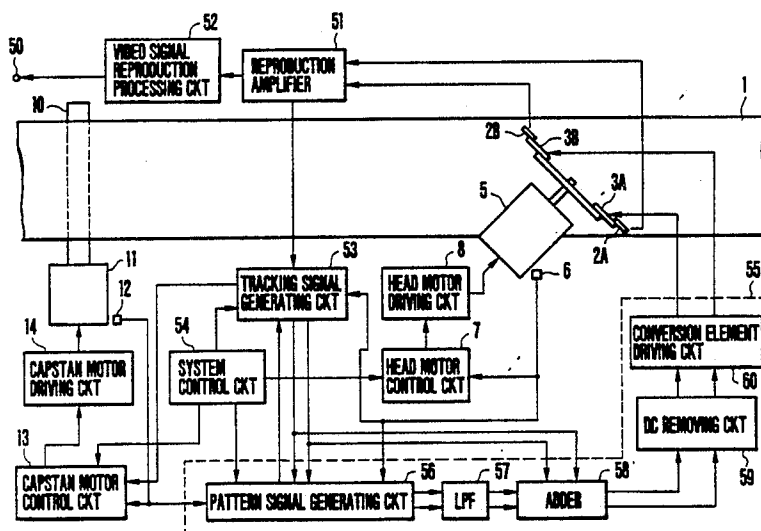 52
51
50
VIDEO SIGNAL
REPRODUCTION
PROCESSING CKT
REPRODUCTION
AMPLIFIER
1
10
2B
3B
3A
2A
5
6
11
12
53
8
55
TRACKING SIGNAL
GENERATING CKT
HEAD MOTOR
DRIVING CKT
14
54
7
CONVERSION ELEMENT
DRIVING CKT
CAPSTAN MOTOR
DRIVING CKT
SYSTEM
CONTROL CKT
HEAD MOTOR
CONTROL CKT
60
DC REMOVING CKT
59
13
56
57
58
CAPSTAN MOTOR
CONTROL CKT
PATTERN SIGNAL GENERATING CKT
LPF
ADDER